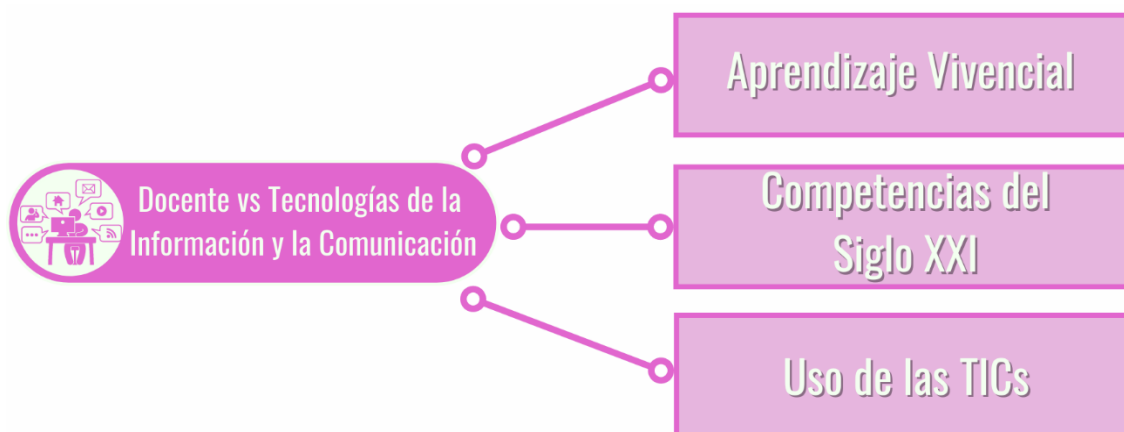 Docente vs Tecnologías de la
Información y la Comunicación
Aprendizaje Vivencial
Competencias del
Siglo XXI
Uso de las TICs